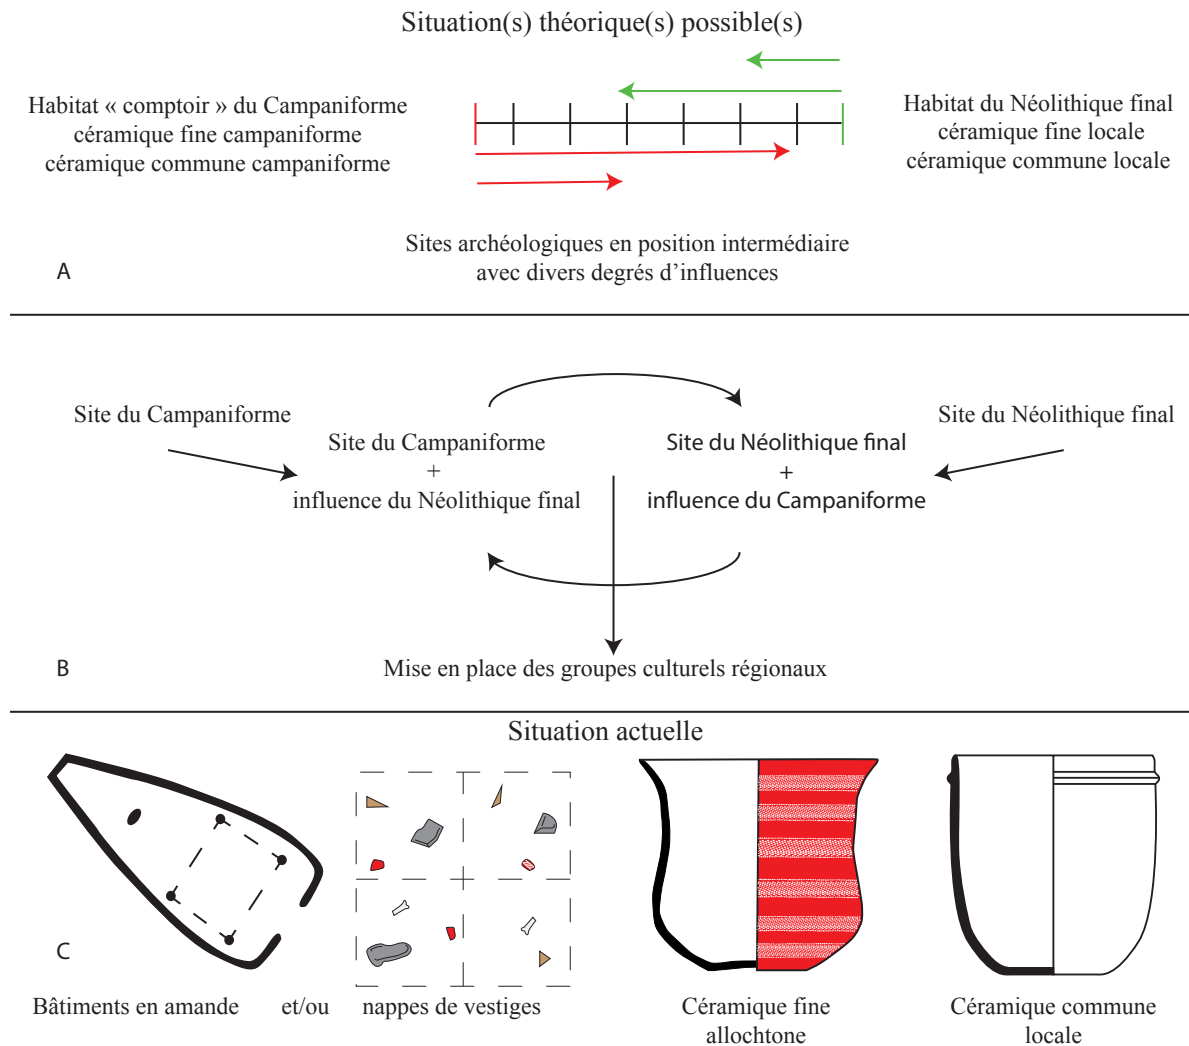 Situation(s) théorique(s) possible(s)
Habitat « comptoir » du Campaniforme
céramique fine campaniforme
céramique commune campaniforme
Habitat du Néolithique final
céramique fine locale
céramique commune locale
Sites archéologiques en position intermédiaire
avec divers degrés d’influences
A
Site du Campaniforme
Site du Néolithique final
Site du Campaniforme
+
influence du Néolithique final
Site du Néolithique final
+
influence du Campaniforme
B
Mise en place des groupes culturels régionaux
Situation actuelle
C
Bâtiments en amande
et/ou
nappes de vestiges
Céramique fine
allochtone
Céramique commune
locale